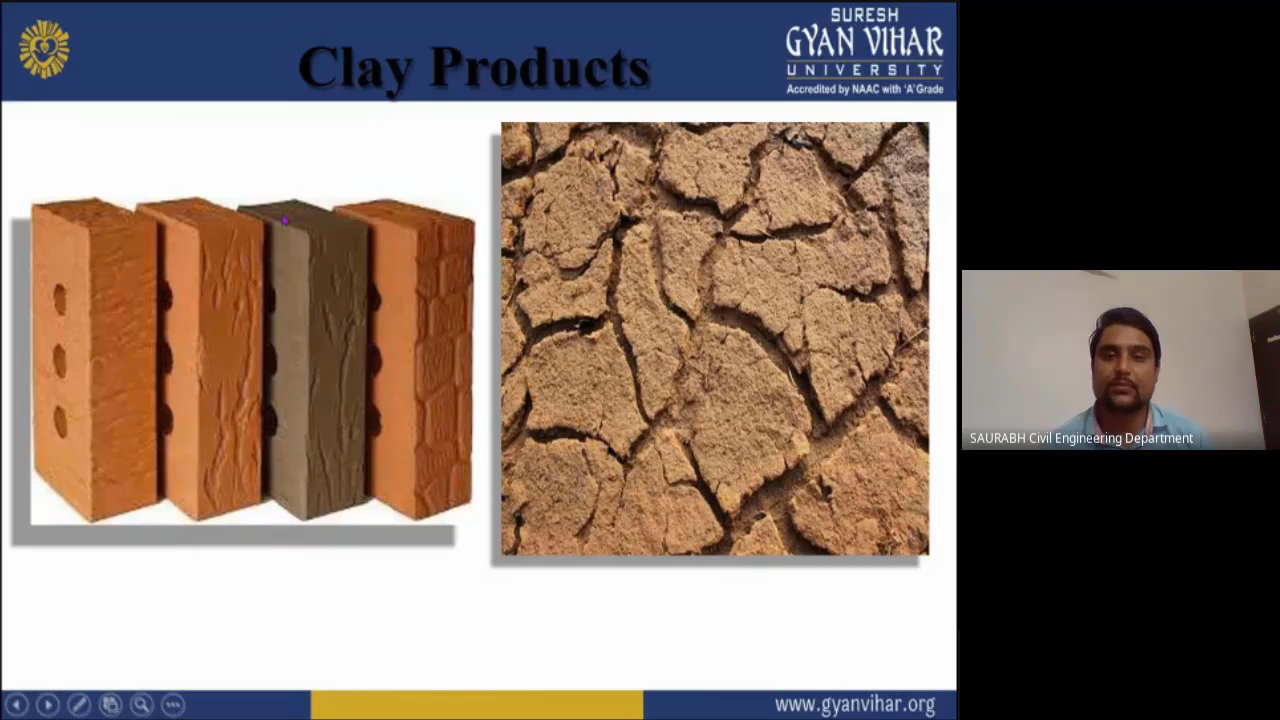 Clay Products
SURESH
GYAN VIHAR
UNIVERSITY
Accredited by NAAC with 'A' Grade
SAURABH Civil Engineering Department
www.gyanvihar.org